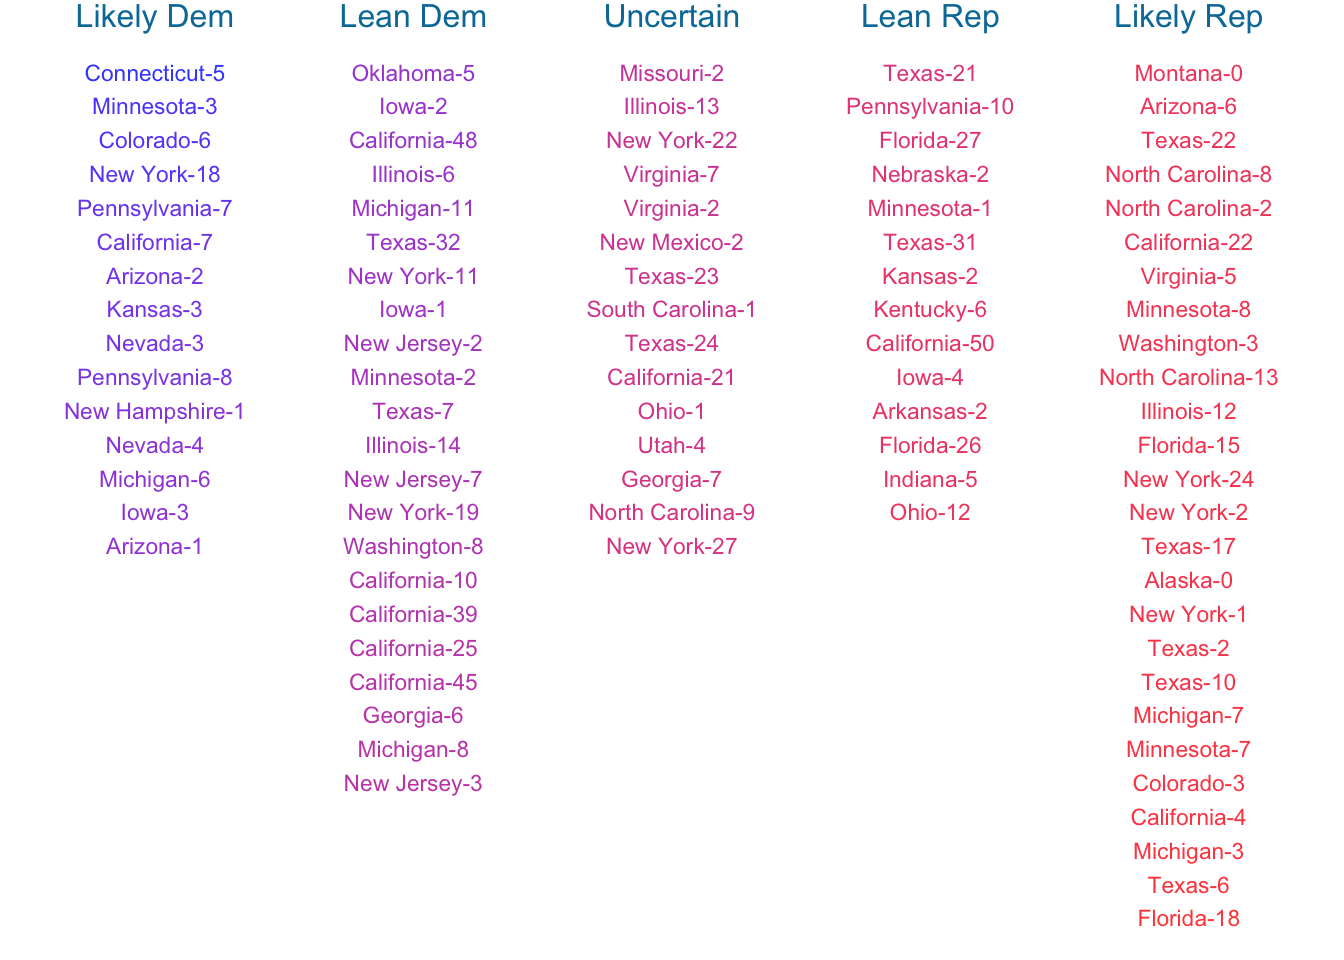 Likely Dem
Connecticut-5
Minnesota-3
Colorado-6
New York-18
Pennsylvania-7
California-7
Arizona-2
Kansas-3
Nevada-3
Pennsylvania-8
New Hampshire-1
Nevada-4
Michigan-6
Iowa-3
Arizona-1
Lean Dem
Oklahoma-5
Iowa-2
California-48
Illinois-6
Michigan-11
Texas-32
New York-11
Iowa-1
New Jersey-2
Minnesota-2
Texas-7
Illinois-14
New Jersey-7
New York-19
Washington-8
California-10
California-39
California-25
California-45
Georgia-6
Michigan-8
New Jersey-3
Uncertain
Missouri-2
Illinois-13
New York-22
Virginia-7
Virginia-2
New Mexico-2
Texas-23
South Carolina-1
Texas-24
California-21
Ohio-1
Utah-4
Georgia-7
North Carolina-9
New York-27
Lean Rep
Texas-21
Pennsylvania-10
Florida-27
Nebraska-2
Minnesota-1
Texas-31
Kansas-2
Kentucky-6
California-50
Iowa-4
Arkansas-2
Florida-26
Indiana-5
Ohio-12
Likely Rep
Montana-0
Arizona-6
Texas-22
North Carolina-8
North Carolina-2
California-22
Virginia-5
Minnesota-8
Washington-3
North Carolina-13
Illinois-12
Florida-15
New York-24
New York-2
Texas-17
Alaska-0
New York-1
Texas-2
Texas-10
Michigan-7
Minnesota-7
Colorado-3
California-4
Michigan-3
Texas-6
Florida-18